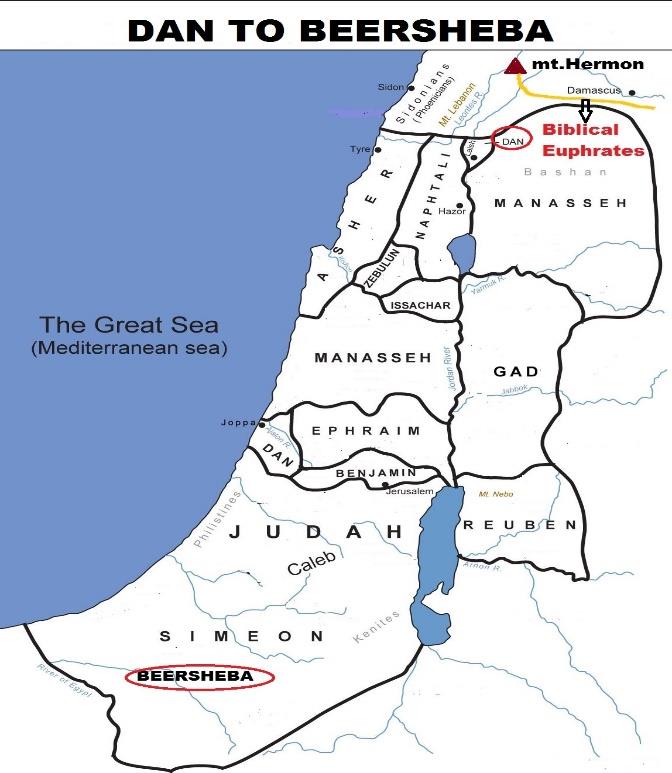 DAN TO BEERSHEBA
mt.Hermon
Sidon
Sidonians
(Phoenicians)
Mt. Lebanon
Leontes R.
Damascus
Biblical
Euphrates
Tyre
Laish
DAN
Bashan
MANASSEH
ASHER
NAPHTALI
Hazor
ZEBULUN
ISSACHAR
Yarmuk R.
The Great Sea
(Mediterranean sea)
MANASSEH
Jordan River
GAD
Jabbok
Joppa
EPHRAIM
DAN
BENJAMIN
Jerusalem
Mt. Nebo
REUBEN
Philistines
JUDAH
Caleb
Arnon R.
Kenites
SIMEON
BEERSHEBA
River of Egypt